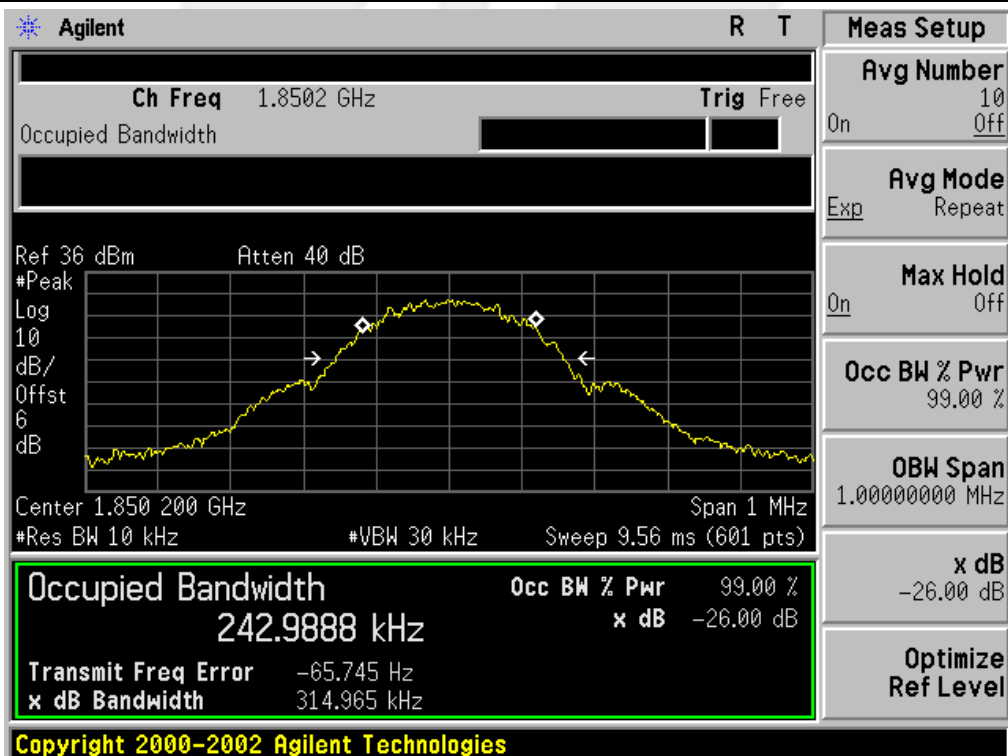 Agilent R T
Ch Freq 1.8502 GHz Trig Free
Occupied Bandwidth
Ref 36 dBm Atten 40 dB
#Peak
Log
10
dB/
Offst
6
dB
Center 1.850 200 GHz Span 1 MHz
#Res BW 10 kHz #VBW 30 kHz Sweep 9.56 ms (601 pts)
Occupied Bandwidth Occ BW % Pwr 99.00 %
242.9888 kHz x dB -26.00 dB
Transmit Freq Error -65.745 Hz
x dB Bandwidth 314.965 kHz
Copyright 2000-2002 Agilent Technologies
Meas Setup
Avg Number
10
On Off
Avg Mode
Exp Repeat
Max Hold
On Off
Occ BW % Pwr
99.00 %
OBW Span
1.00000000 MHz
x dB
-26.00 dB
Optimize
Ref Level